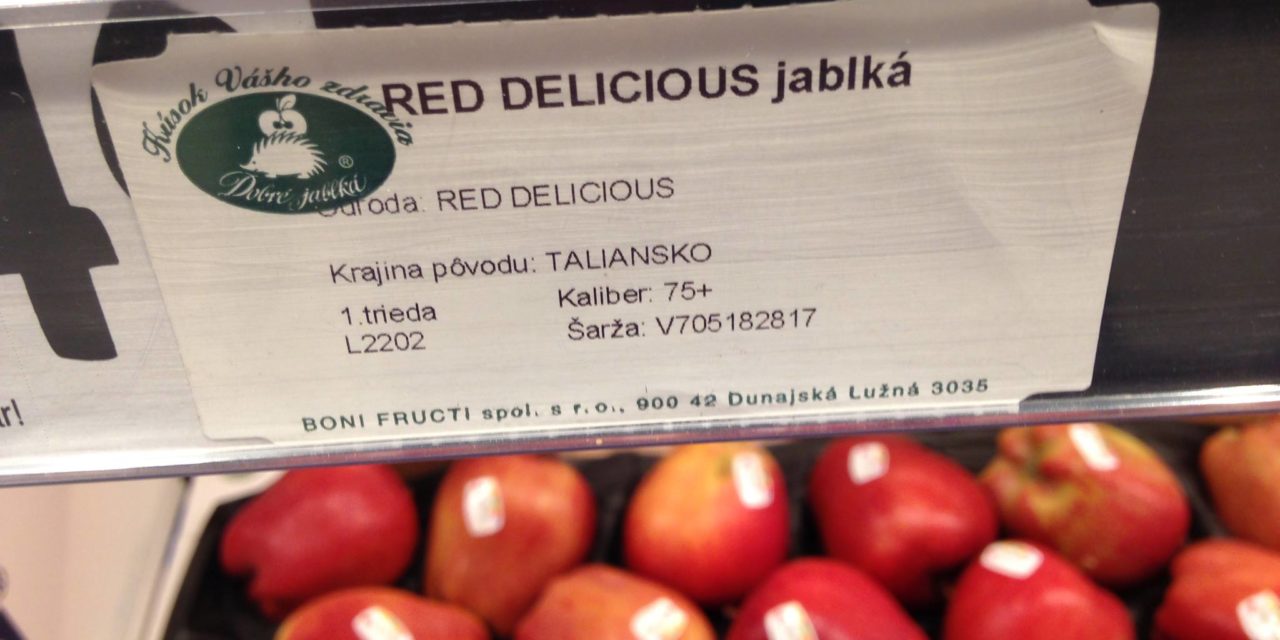 Kúsok Vášho zdravia
RED DELICIOUS jablká
Dobré jablká
®
Odroda: RED DELICIOUS
Krajina pôvodu: TALIANSKO
1.trieda
Kaliber: 75+
L2202
Šarža: V705182817
BONI FRUCTI spol. s r.o., 900 42 Dunajská Lužná 3035